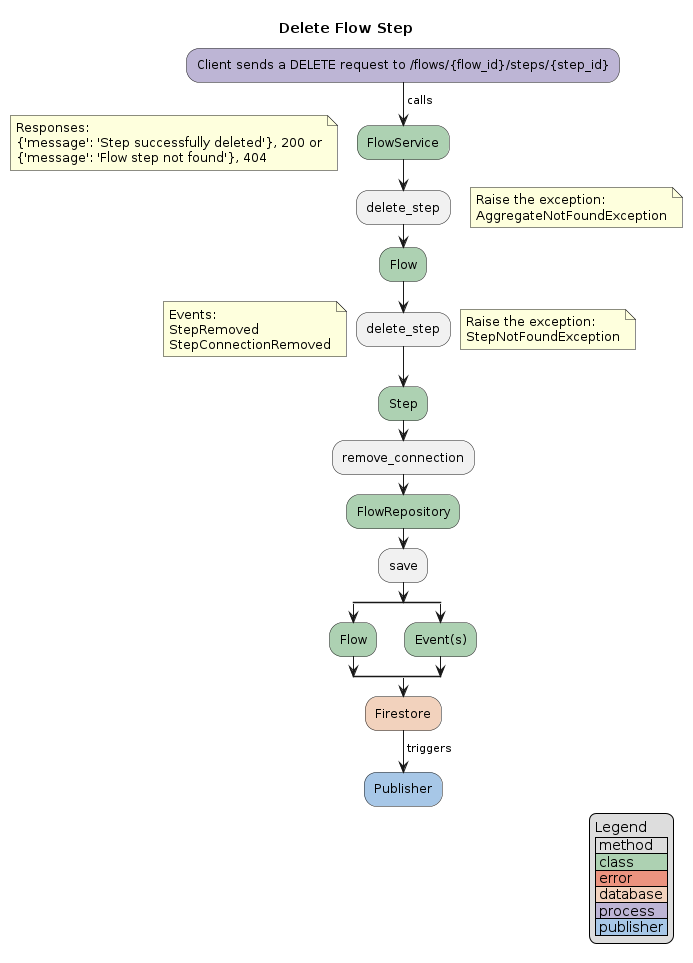 Delete Flow Step
Client sends a DELETE request to /flows/{flow_id}/steps/{step_id}
calls
Responses:
{'message': 'Step successfully deleted'}, 200 or
{'message': 'Flow step not found'}, 404
FlowService
delete_step
Raise the exception:
AggregateNotFoundException
Flow
Events:
StepRemoved
StepConnectionRemoved
delete_step
Raise the exception:
StepNotFoundException
Step
remove_connection
FlowRepository
save
Flow
Event(s)
Firestore
triggers
Publisher
Legend
method
class
error
database
process
publisher